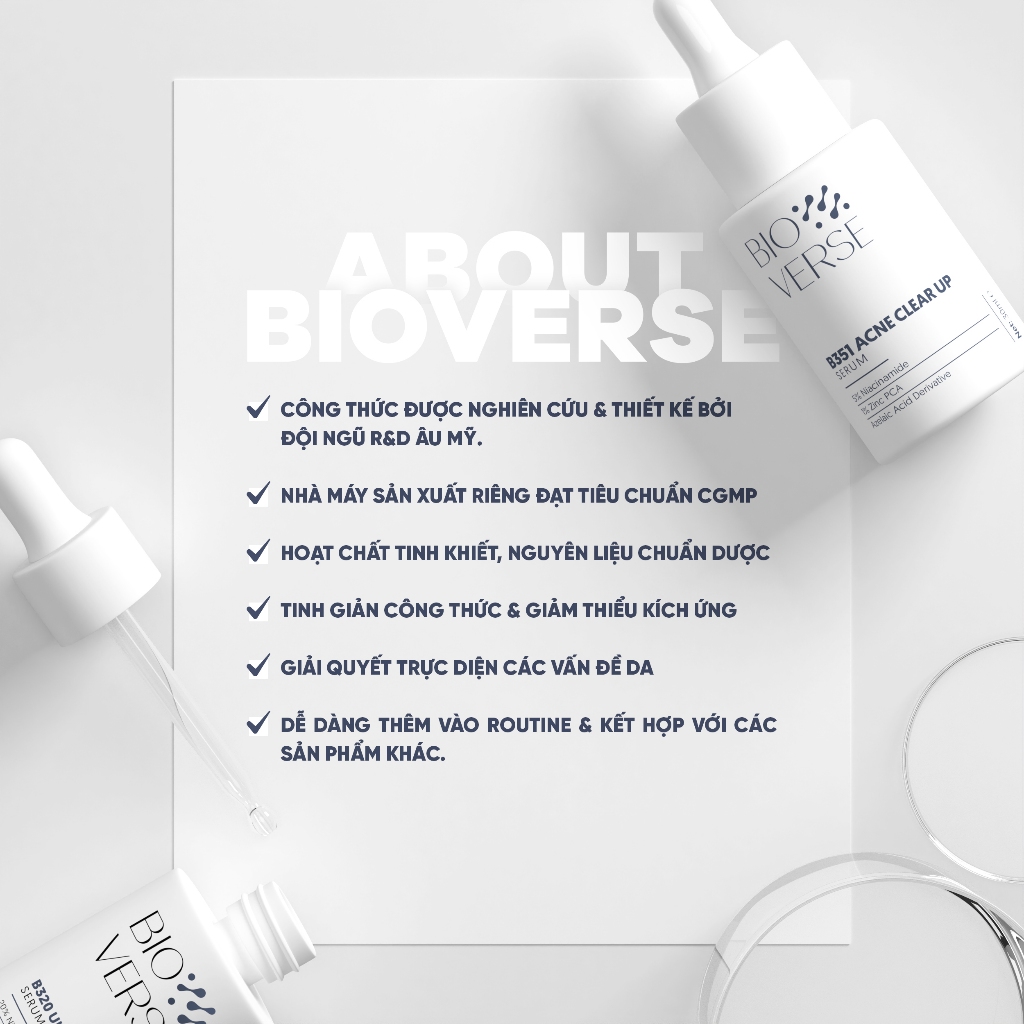 ABOUT
BIOVERSE
CÔNG THỨC ĐƯỢC NGHIÊN CỨU & THIẾT KẾ BỞI
ĐỘI NGŨ R&D ÂU MỸ.
NHÀ MÁY SẢN XUẤT RIÊNG ĐẠT TIÊU CHUẨN CGMP
HOẠT CHẤT TINH KHIẾT, NGUYÊN LIỆU CHUẨN DƯỢC
TINH GIẢN CÔNG THỨC & GIẢM THIỂU KÍCH ỨNG
GIẢI QUYẾT TRỰC DIỆN CÁC VẤN ĐỀ DA
DỄ DÀNG THÊM VÀO ROUTINE & KẾT HỢP VỚI CÁC
SẢN PHẨM KHÁC.
BIO
VERSE
B351 ACNE CLEAR UP
SERUM
5% Niacinamide
1% Zinc PCA
Azelaic Acid Derivative
Net
BIO
VERS
B320
SERUM
20%